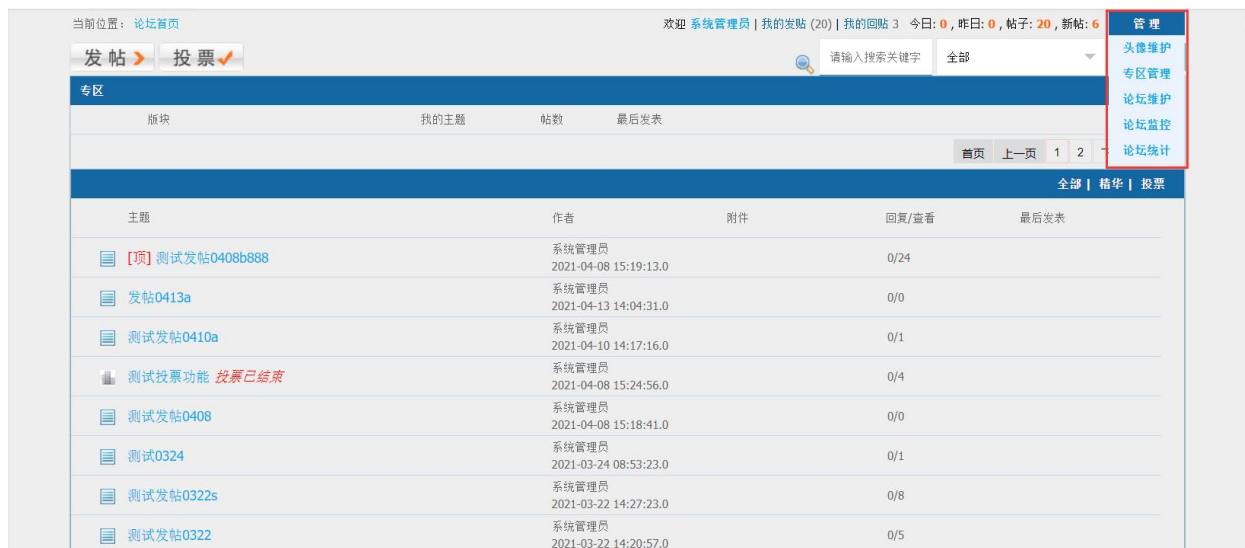 当前位置： 论坛首页
欢迎 系统管理员 | 我的发贴 (20) | 我的回贴 3 今日: 0 , 昨日: 0 , 帖子: 20 , 新帖: 6
管 理
头像维护
专区管理
论坛维护
论坛监控
论坛统计
发帖 投票
请输入搜索关键字 全部
专区
版块 我的主题 帖数 最后发表
首页 上一页 1 2
全部 | 精华 | 投票
主题 作者 附件 回复/查看 最后发表
[顶] 测试发帖0408b888 系统管理员 0/24
2021-04-08 15:19:13.0
发帖0413a 系统管理员 0/0
2021-04-13 14:04:31.0
测试发帖0410a 系统管理员 0/1
2021-04-10 14:17:16.0
测试投票功能 投票已结束 系统管理员 0/4
2021-04-08 15:24:56.0
测试发帖0408 系统管理员 0/0
2021-04-08 15:18:41.0
测试0324 系统管理员 0/1
2021-03-24 08:53:23.0
测试发帖0322s 系统管理员 0/8
2021-03-22 14:27:23.0
测试发帖0322 系统管理员 0/5
2021-03-22 14:20:57.0